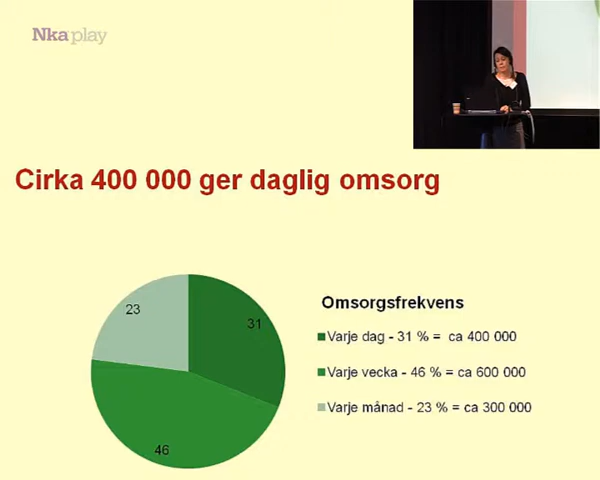 Nka play
Cirka 400 000 ger daglig omsorg
23
31
46
Omsorgsfrekvens
Varje dag - 31 % = ca 400 000
Varje vecka - 46 % = ca 600 000
Varje månad - 23 % = ca 300 000